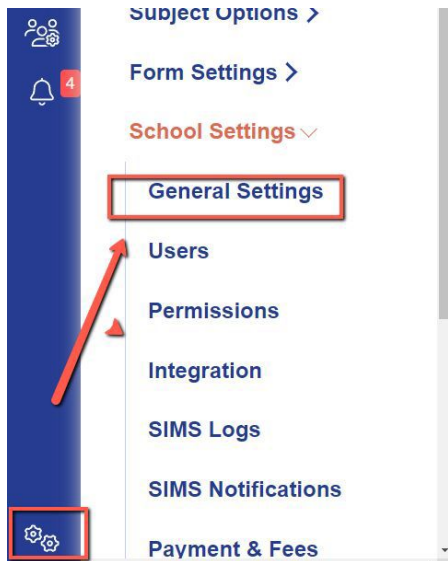 Subject Options >
4
Form Settings >
School Settings
General Settings
Users
Permissions
Integration
SIMS Logs
SIMS Notifications
Payment & Fees